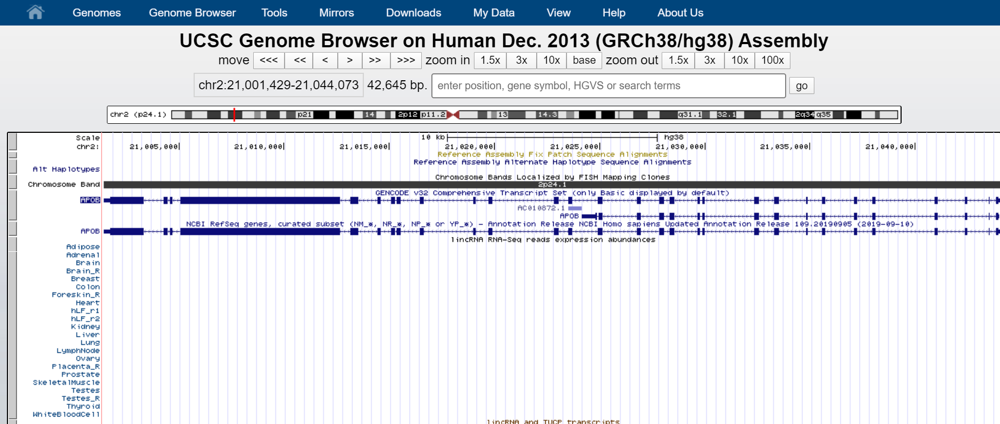 Genomes Genome Browser Tools Mirrors Downloads My Data View Help About Us
UCSC Genome Browser on Human Dec. 2013 (GRCh38/hg38) Assembly
move <<< << < > >> >>> zoom in 1.5x 3x 10x base zoom out 1.5x 3x 10x 100x
chr2:21,001,429-21,044,073 42,645 bp. enter position, gene symbol, HGVS or search terms go
chr2 (p24.1) p21 14 2p12 p11.2 13 14.3 q31.1 32.1 2q34 q35
Scale 10 kb hg38
chr2: 21,005,000| 21,010,000| 21,015,000| 21,020,000| 21,025,000| 21,030,000| 21,035,000| 21,040,000|
Reference Assembly Fix Patch Sequence Alignments
Reference Assembly Alternate Haplotype Sequence Alignments
Alt Haplotypes
Chromosome Bands Localized by FISH Mapping Clones
Chromosome Band 2p24.1
GENCODE v32 Comprehensive Transcript Set (only Basic displayed by default)
APOB
AC010872.1
APOB
NCBI RefSeq genes, curated subset (NM_*, NR_*, NP_* or YP_*) - Annotation Release NCBI Homo sapiens Updated Annotation Release 109.20190905 (2019-09-10)
APOB
lincRNA RNA-Seq reads expression abundances
Adipose
Adrenal
Brain
Brain_R
Breast
Colon
Foreskin_R
Heart
hLF_r1
hLF_r2
Kidney
Liver
Lung
LymphNode
Ovary
Placenta_R
Prostate
SkeletalMuscle
Testes
Testes_R
Thyroid
WhiteBloodCell
lincRNA and TUCP transcripts